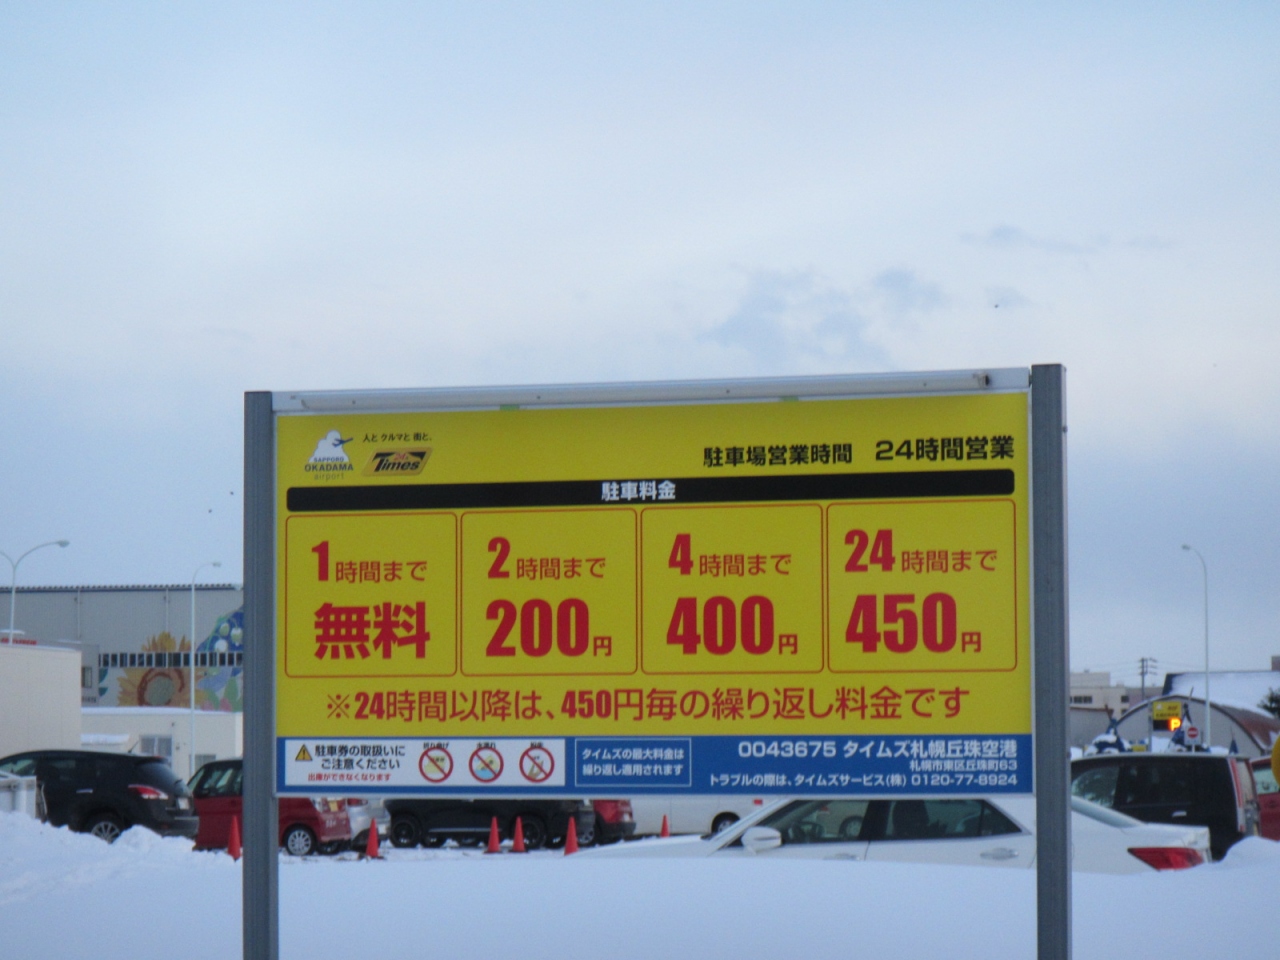 SAPPORO
OKADAMA
airport
人と クルマと 街と。
24h
Times
駐車場営業時間 24時間営業
駐車料金
1時間まで
無料
2時間まで
200円
4時間まで
400円
24時間まで
450円
※24時間以降は、450円毎の繰り返し料金です
駐車券の取扱いに
ご注意ください
出庫ができなくなります
折り曲げ
水濡れ
タイムズの最大料金は
繰り返し適用されます
0043675 タイムズ札幌丘珠空港
札幌市東区丘珠町63
トラブルの際は、タイムズサービス(株) 0120-77-8924
P